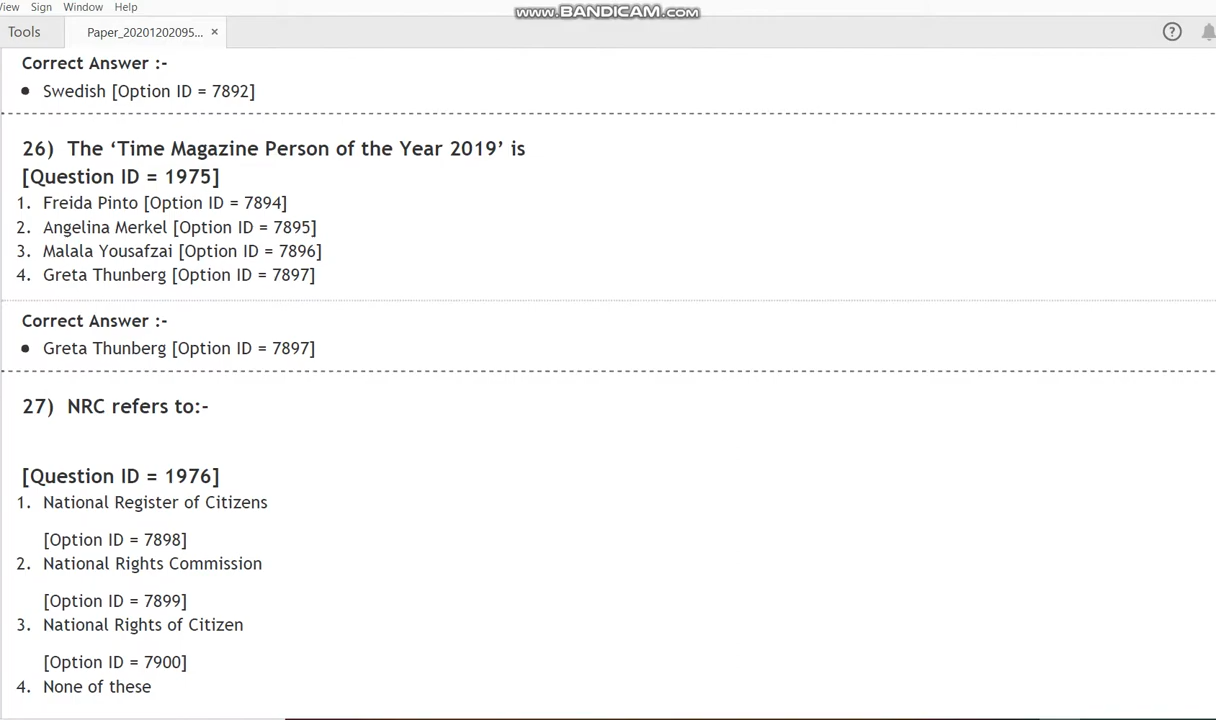 View Sign Window Help
www.BANDICAM.com
Tools Paper_20201202095... × ?
Correct Answer :-
• Swedish [Option ID = 7892]
26) The ‘Time Magazine Person of the Year 2019’ is
[Question ID = 1975]
1. Freida Pinto [Option ID = 7894]
2. Angelina Merkel [Option ID = 7895]
3. Malala Yousafzai [Option ID = 7896]
4. Greta Thunberg [Option ID = 7897]
Correct Answer :-
• Greta Thunberg [Option ID = 7897]
27) NRC refers to:-
[Question ID = 1976]
1. National Register of Citizens
[Option ID = 7898]
2. National Rights Commission
[Option ID = 7899]
3. National Rights of Citizen
[Option ID = 7900]
4. None of these